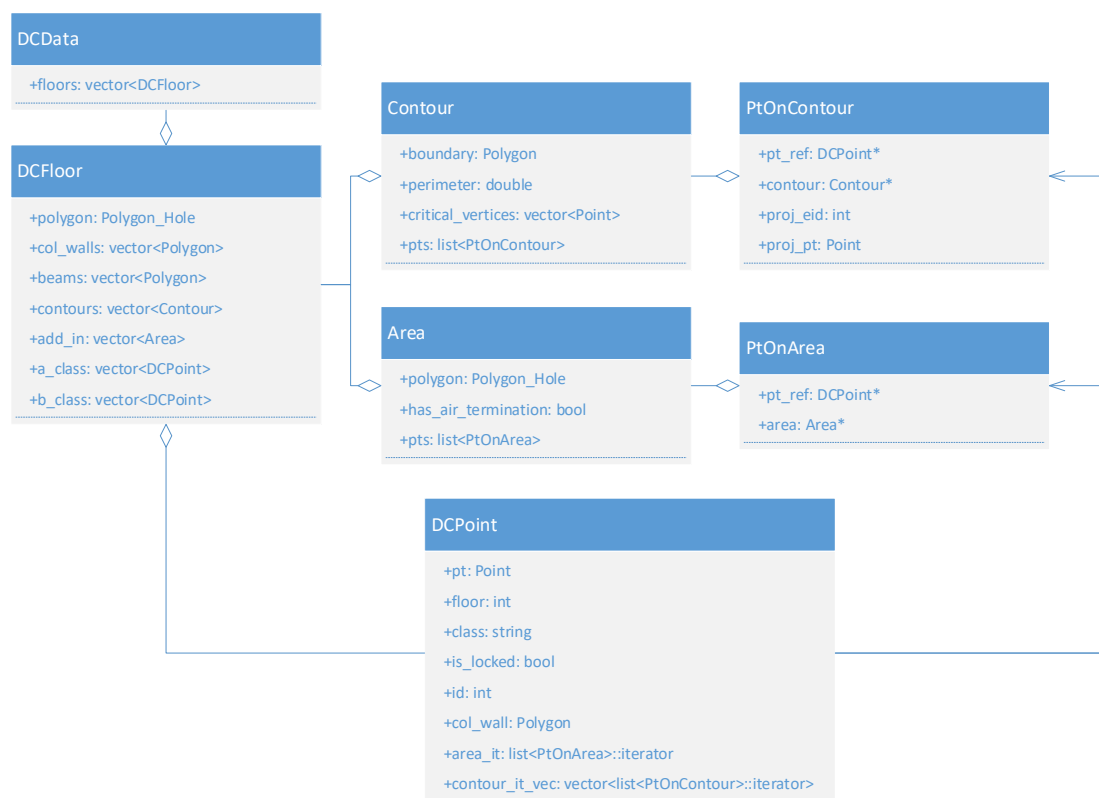 DCData
+floors: vector<DCFloor>
DCFloor
+polygon: Polygon_Hole
+col_walls: vector<Polygon>
+beams: vector<Polygon>
+contours: vector<Contour>
+add_in: vector<Area>
+a_class: vector<DCPoint>
+b_class: vector<DCPoint>
Contour
+boundary: Polygon
+perimeter: double
+critical_vertices: vector<Point>
+pts: list<PtOnContour>
PtOnContour
+pt_ref: DCPoint*
+contour: Contour*
+proj_eid: int
+proj_pt: Point
Area
+polygon: Polygon_Hole
+has_air_termination: bool
+pts: list<PtOnArea>
PtOnArea
+pt_ref: DCPoint*
+area: Area*
DCPoint
+pt: Point
+floor: int
+class: string
+is_locked: bool
+id: int
+col_wall: Polygon
+area_it: list<PtOnArea>::iterator
+contour_it_vec: vector<list<PtOnContour>::iterator>